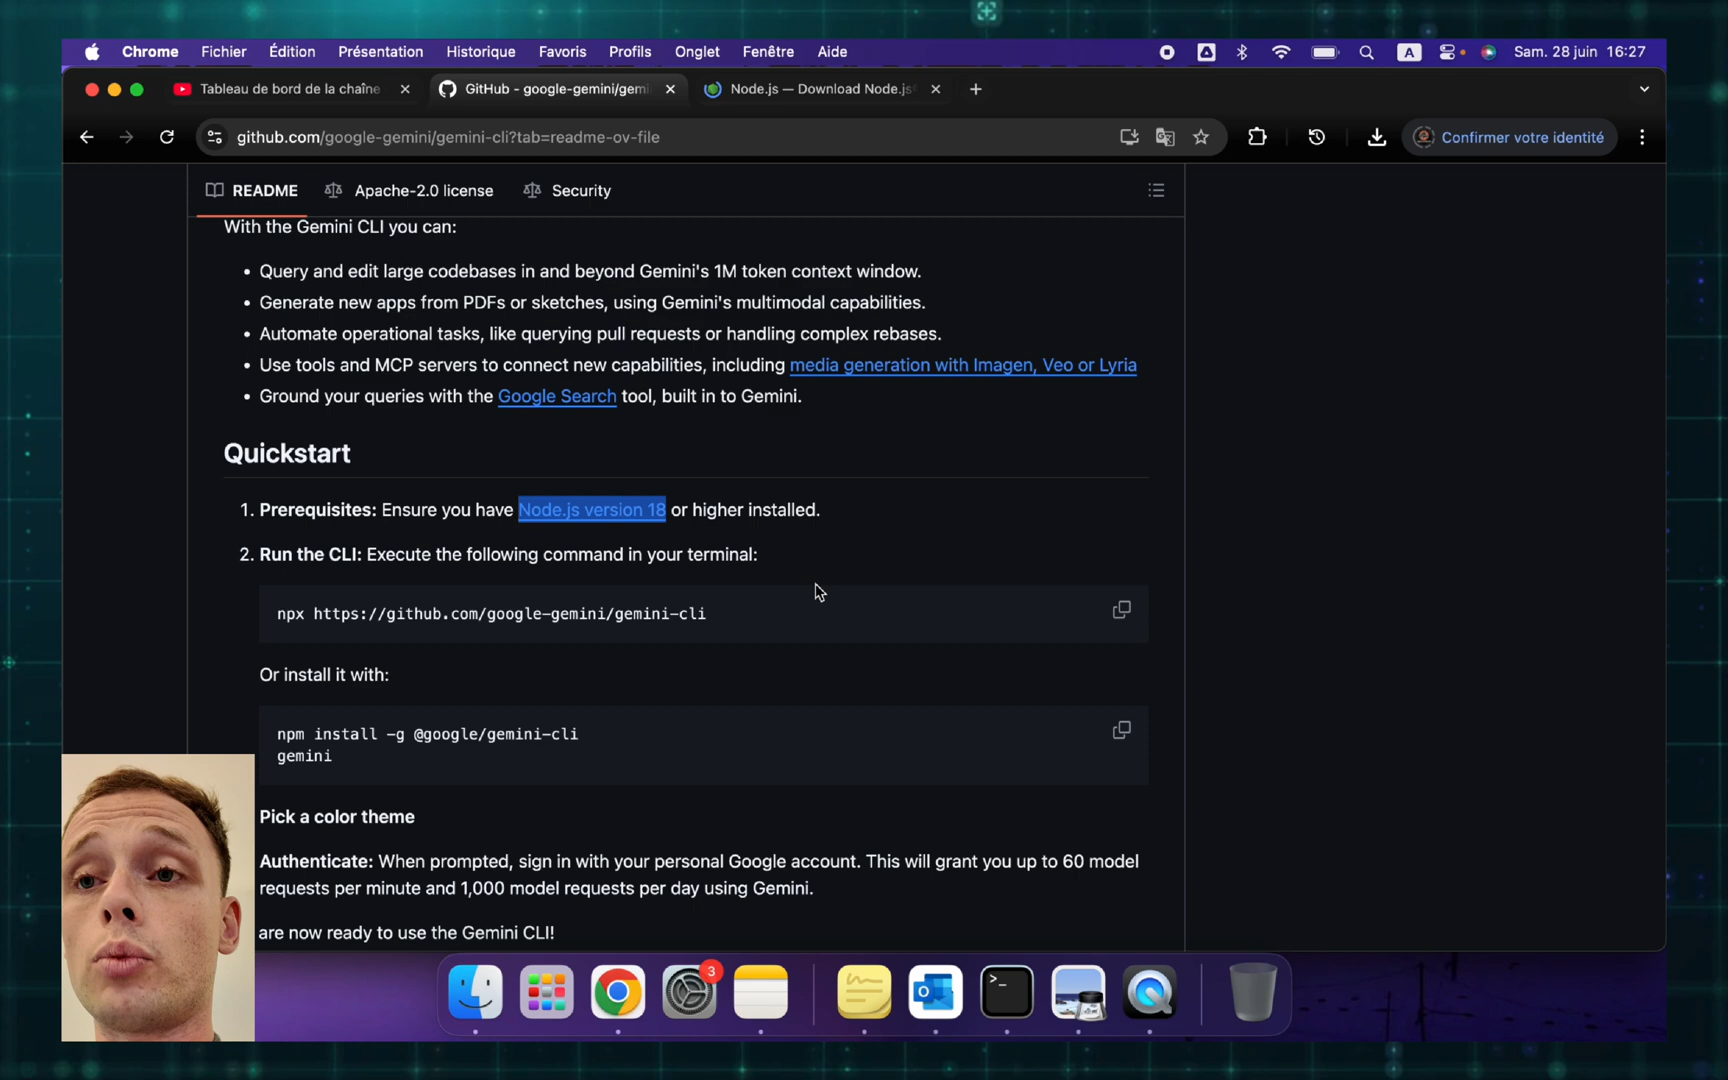 Chrome Fichier Édition Présentation Historique Favoris Profils Onglet Fenêtre Aide A Sam. 28 juin 16:27
Tableau de bord de la chaîne GitHub - google-gemini/gemi Node.js — Download Node.js
github.com/google-gemini/gemini-cli?tab=readme-ov-file Confirmer votre identité
README Apache-2.0 license Security
With the Gemini CLI you can:
• Query and edit large codebases in and beyond Gemini's 1M token context window.
• Generate new apps from PDFs or sketches, using Gemini's multimodal capabilities.
• Automate operational tasks, like querying pull requests or handling complex rebases.
• Use tools and MCP servers to connect new capabilities, including media generation with Imagen, Veo or Lyria
• Ground your queries with the Google Search tool, built in to Gemini.
Quickstart
1. Prerequisites: Ensure you have Node.js version 18 or higher installed.
2. Run the CLI: Execute the following command in your terminal:
npx https://github.com/google-gemini/gemini-cli
Or install it with:
npm install -g @google/gemini-cli
gemini
Pick a color theme
Authenticate: When prompted, sign in with your personal Google account. This will grant you up to 60 model
requests per minute and 1,000 model requests per day using Gemini.
are now ready to use the Gemini CLI!
3